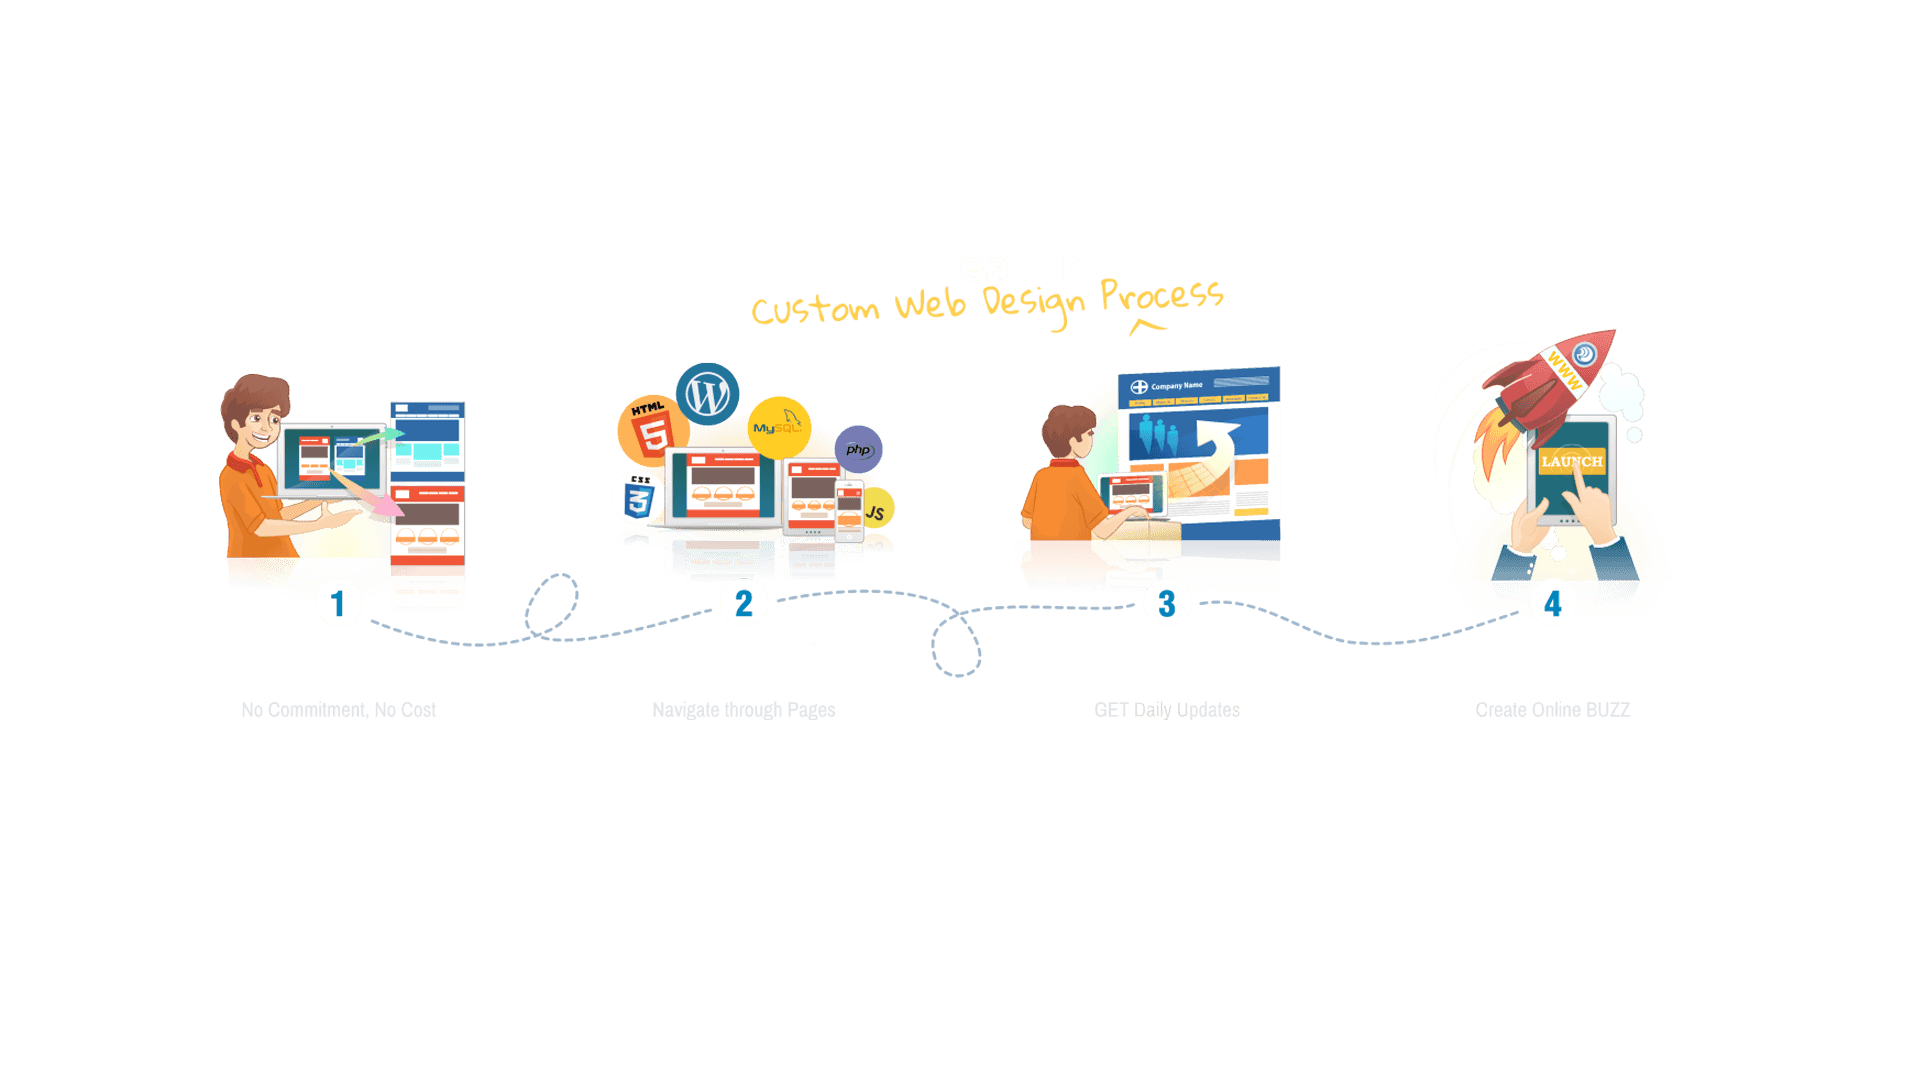 Custom Web Design Process
HTML
5
W
MySQL
php
CSS
3
JS
Company Name
WWW
LAUNCH
1
2
3
4
No Commitment, No Cost
Navigate through Pages
GET Daily Updates
Create Online BUZZ